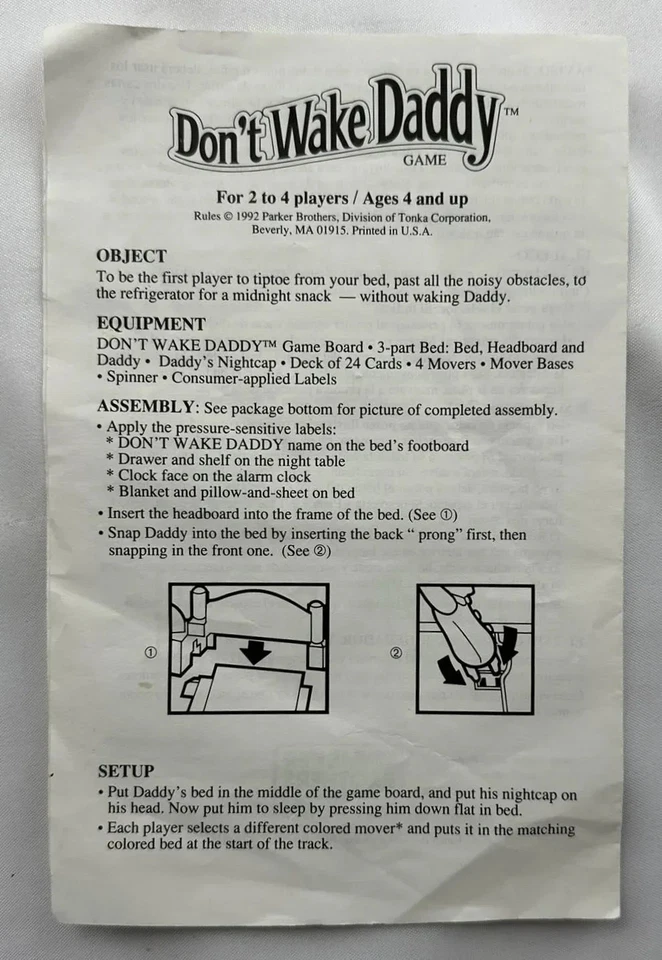 Don't Wake Daddy™
GAME
For 2 to 4 players / Ages 4 and up
Rules © 1992 Parker Brothers, Division of Tonka Corporation,
Beverly, MA 01915. Printed in U.S.A.
OBJECT
To be the first player to tiptoe from your bed, past all the noisy obstacles, to
the refrigerator for a midnight snack — without waking Daddy.
EQUIPMENT
DON'T WAKE DADDY™ Game Board • 3-part Bed: Bed, Headboard and
Daddy • Daddy's Nightcap • Deck of 24 Cards • 4 Movers • Mover Bases
• Spinner • Consumer-applied Labels
ASSEMBLY: See package bottom for picture of completed assembly.
• Apply the pressure-sensitive labels:
* DON'T WAKE DADDY name on the bed's footboard
* Drawer and shelf on the night table
* Clock face on the alarm clock
* Blanket and pillow-and-sheet on bed
• Insert the headboard into the frame of the bed. (See ①)
• Snap Daddy into the bed by inserting the back “ prong” first, then
snapping in the front one. (See ②)
① ②
SETUP
• Put Daddy's bed in the middle of the game board, and put his nightcap on
his head. Now put him to sleep by pressing him down flat in bed.
• Each player selects a different colored mover* and puts it in the matching
colored bed at the start of the track.